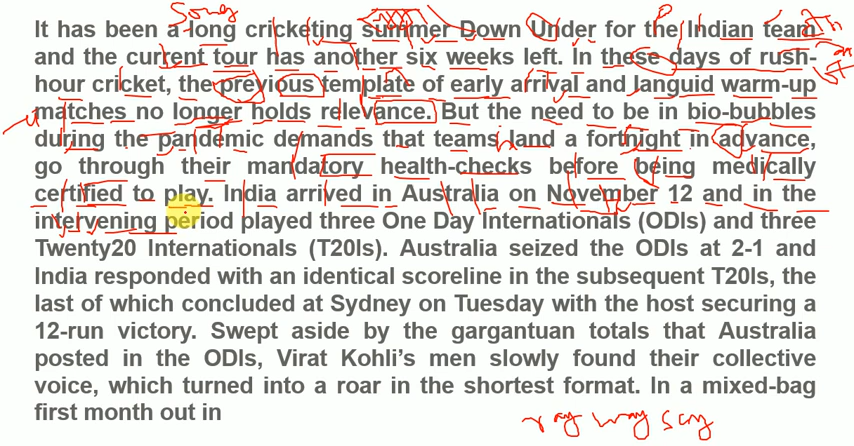 Song
It has been a long cricketing summer Down Under for the Indian team
and the current tour has another six weeks left. In these days of rush-
hour cricket, the previous template of early arrival and languid warm-up
matches no longer holds relevance. But the need to be in bio-bubbles
during the pandemic demands that teams land a fortnight in advance,
go through their mandatory health-checks before being medically
certified to play. India arrived in Australia on November 12 and in the
intervening period played three One Day Internationals (ODIs) and three
Twenty20 Internationals (T20Is). Australia seized the ODIs at 2-1 and
India responded with an identical scoreline in the subsequent T20Is, the
last of which concluded at Sydney on Tuesday with the host securing a
12-run victory. Swept aside by the gargantuan totals that Australia
posted in the ODIs, Virat Kohli's men slowly found their collective
voice, which turned into a roar in the shortest format. In a mixed-bag
first month out in
ray may say